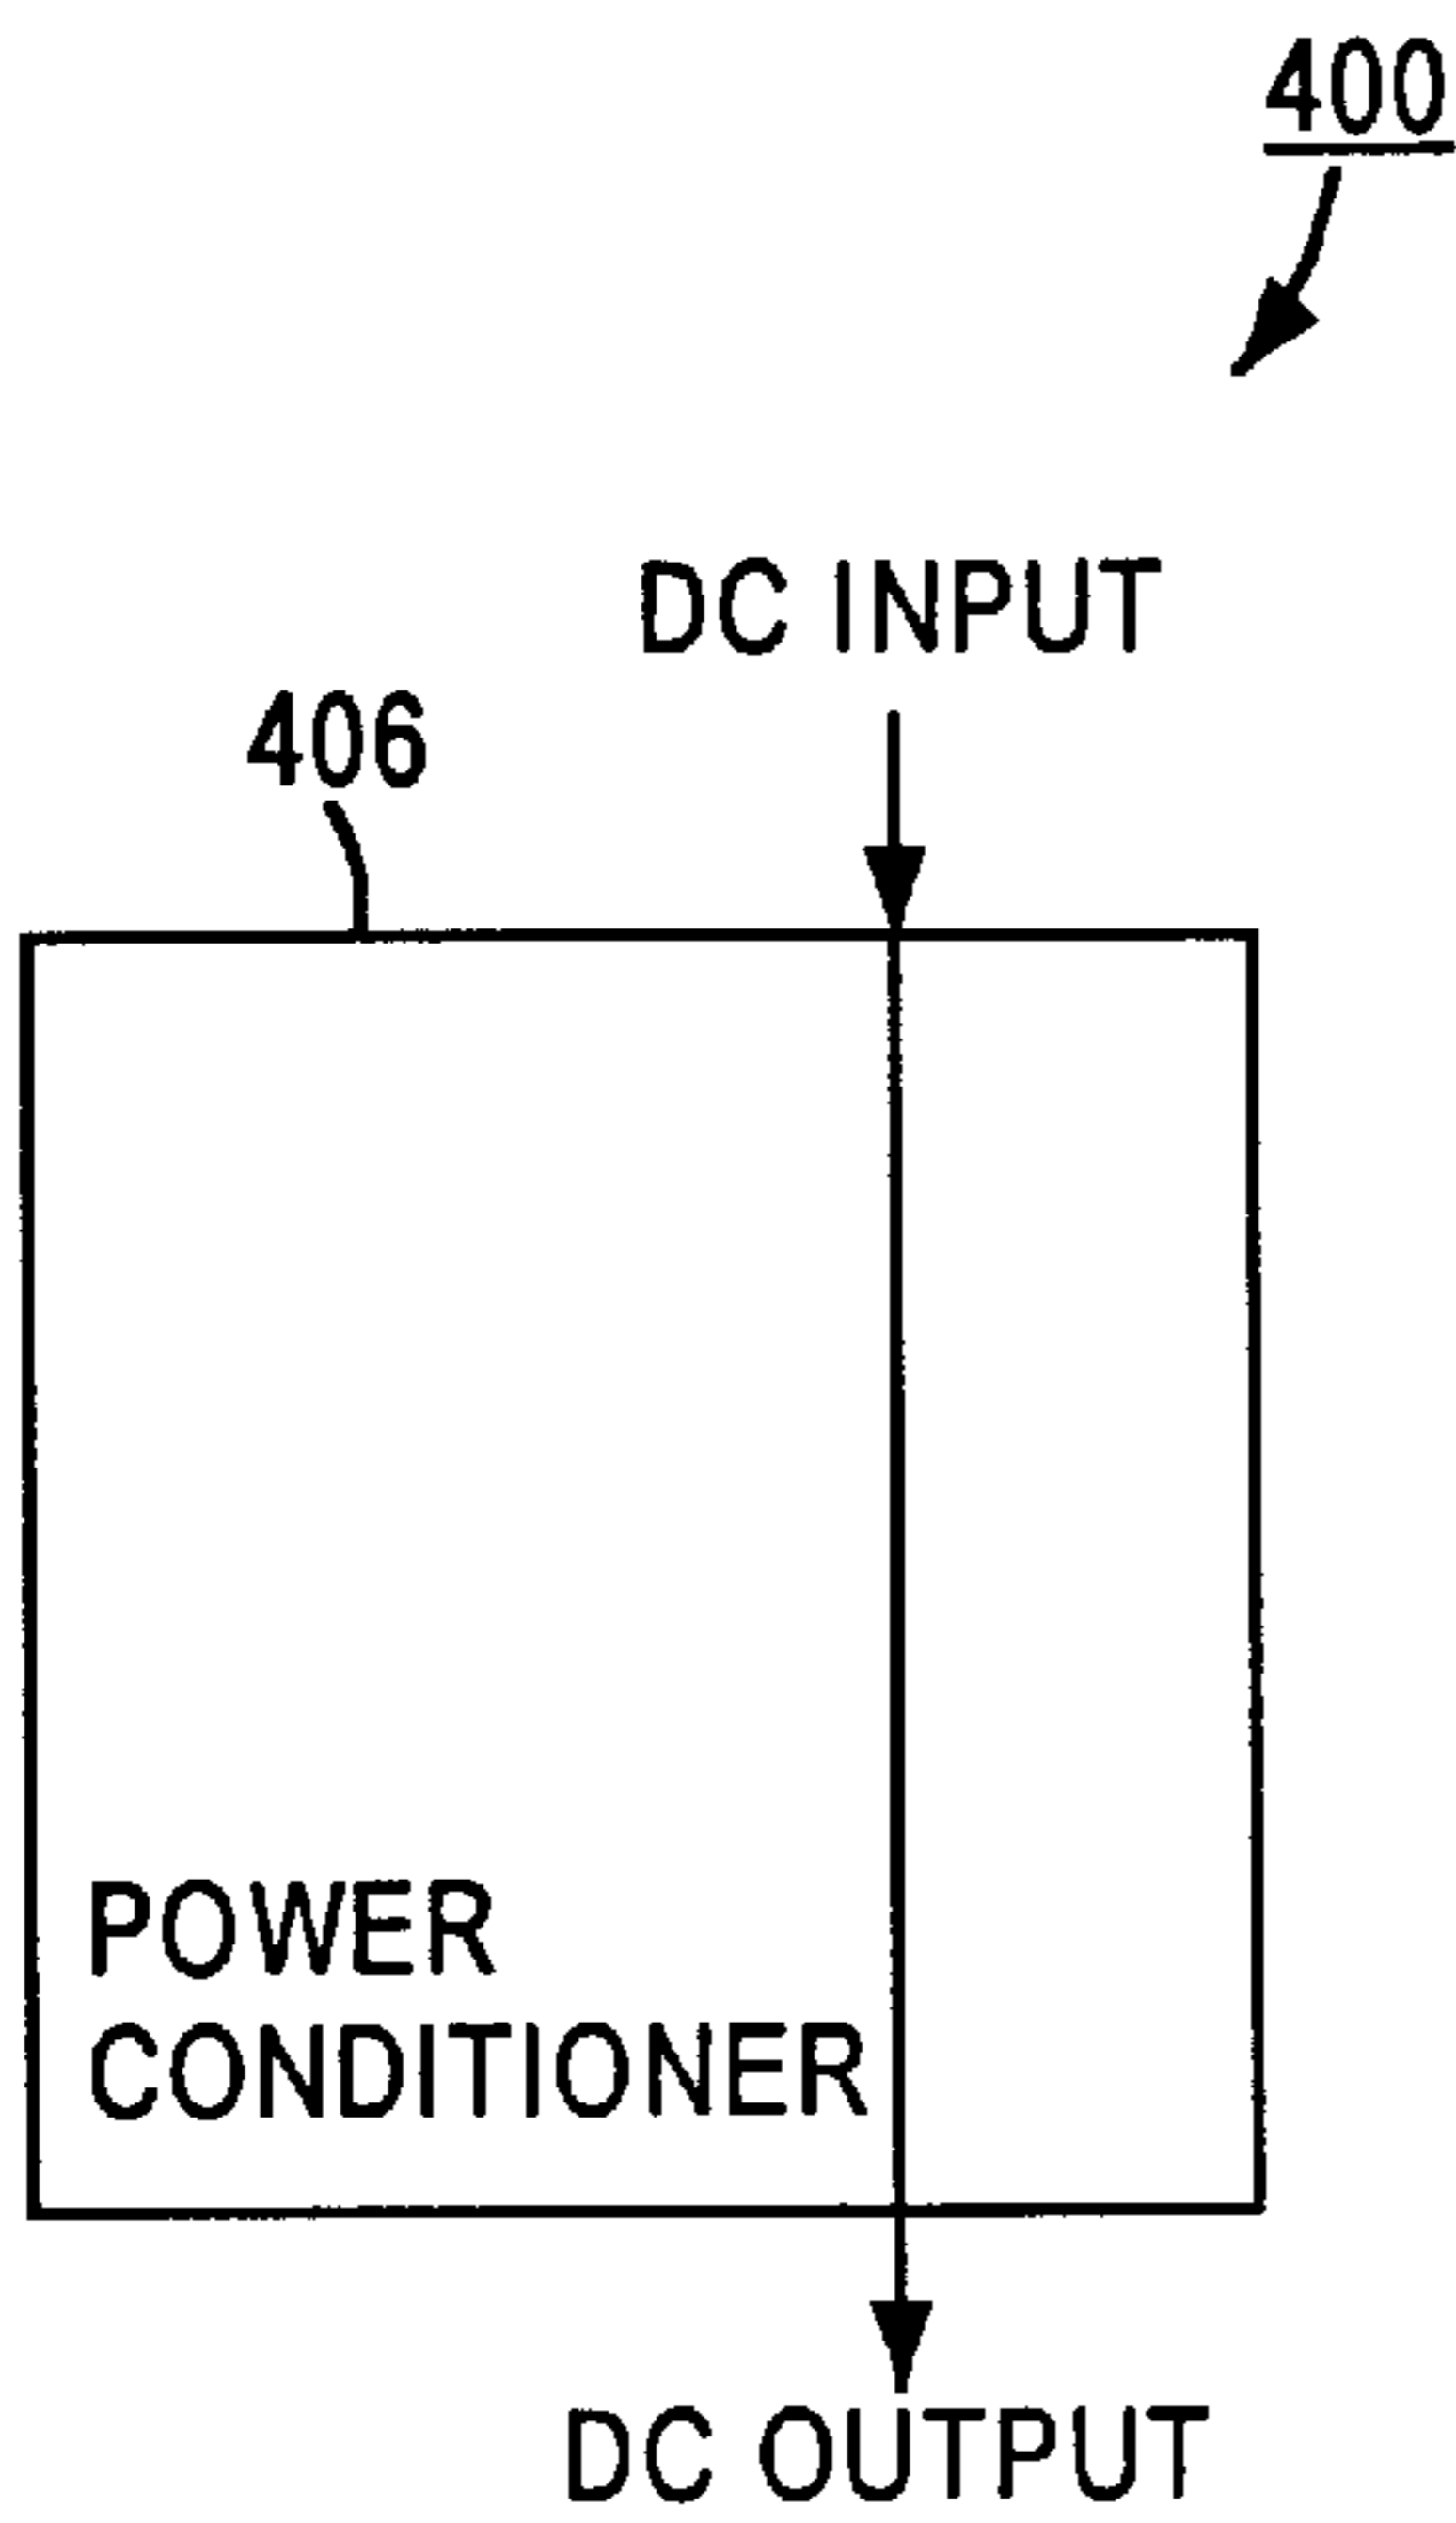 400
DC INPUT
406
POWER
CONDITIONER
DC OUTPUT